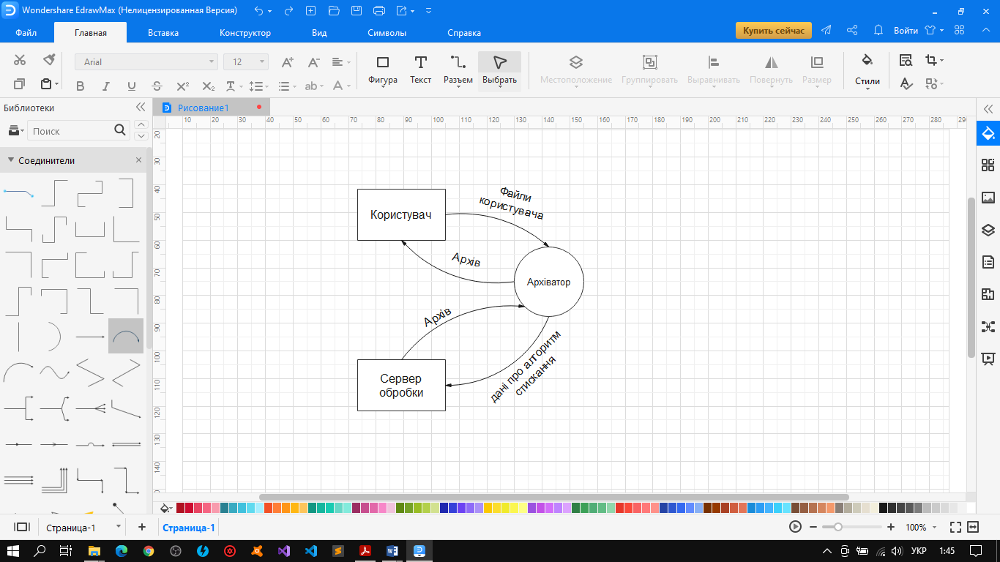 Wondershare EdrawMax (Нелицензированная Версия)
Файл
Главная
Вставка
Конструктор
Вид
Символы
Справка
Купить сейчас
Войти
Arial
12
Фигура
Текст
Разъем
Выбрать
Местоположение
Группировать
Выравнивать
Повернуть
Размер
Стили
Библиотеки
Рисование1
Поиск
Соединители
10 20 30 40 50 60 70 80 90 100 110 120 130 140 150 160 170 180 190 200 210 220 230 240 250 260 270 280 290
20
30
40
50
60
70
80
90
100
110
120
130
140
Файли
користувача
Користувач
Архів
Архіватор
Архів
дані про алгоритм
стискання
Сервер
обробки
Страница-1
Страница-1
100%
УКР
1:45